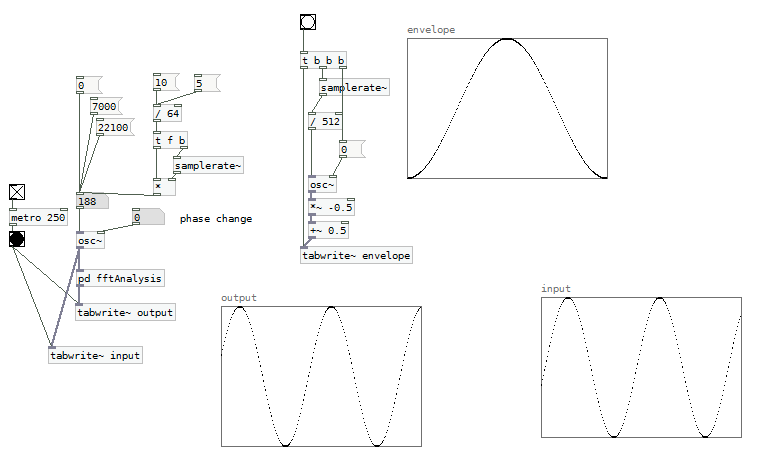 envelope
t b b b
0
10
5
samplerate~
7000
/ 64
22100
/ 512
t f b
0
samplerate~
osc~
*
188
*~ -0.5
metro 250
0
phase change
+~ 0.5
osc~
tabwrite~ envelope
pd fftAnalysis
input
output
tabwrite~ output
tabwrite~ input